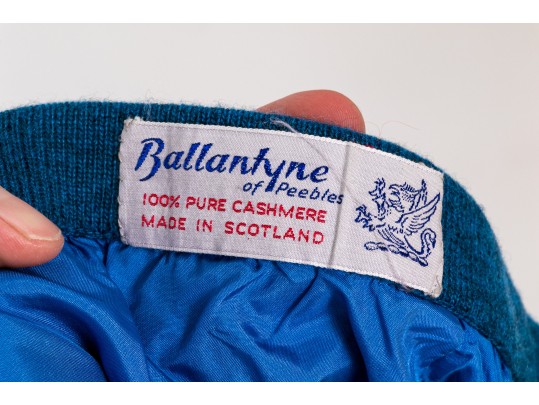 Ballantyne
of Peebles
100% PURE CASHMERE
MADE IN SCOTLAND